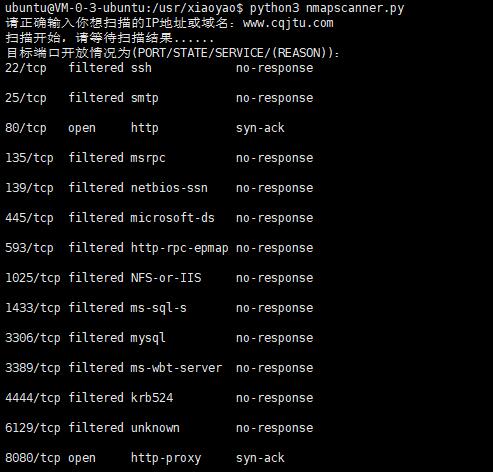 ubuntu@VM-0-3-ubuntu:/usr/xiaoyao$ python3 nmapscanner.py
请正确输入你想扫描的IP地址或域名：www.cqjtu.com
扫描开始，请等待扫描结果......
目标端口开放情况为(PORT/STATE/SERVICE/(REASON))：
22/tcp filtered ssh no-response
25/tcp filtered smtp no-response
80/tcp open http syn-ack
135/tcp filtered msrpc no-response
139/tcp filtered netbios-ssn no-response
445/tcp filtered microsoft-ds no-response
593/tcp filtered http-rpc-epmap no-response
1025/tcp filtered NFS-or-IIS no-response
1433/tcp filtered ms-sql-s no-response
3306/tcp filtered mysql no-response
3389/tcp filtered ms-wbt-server no-response
4444/tcp filtered krb524 no-response
6129/tcp filtered unknown no-response
8080/tcp open http-proxy syn-ack